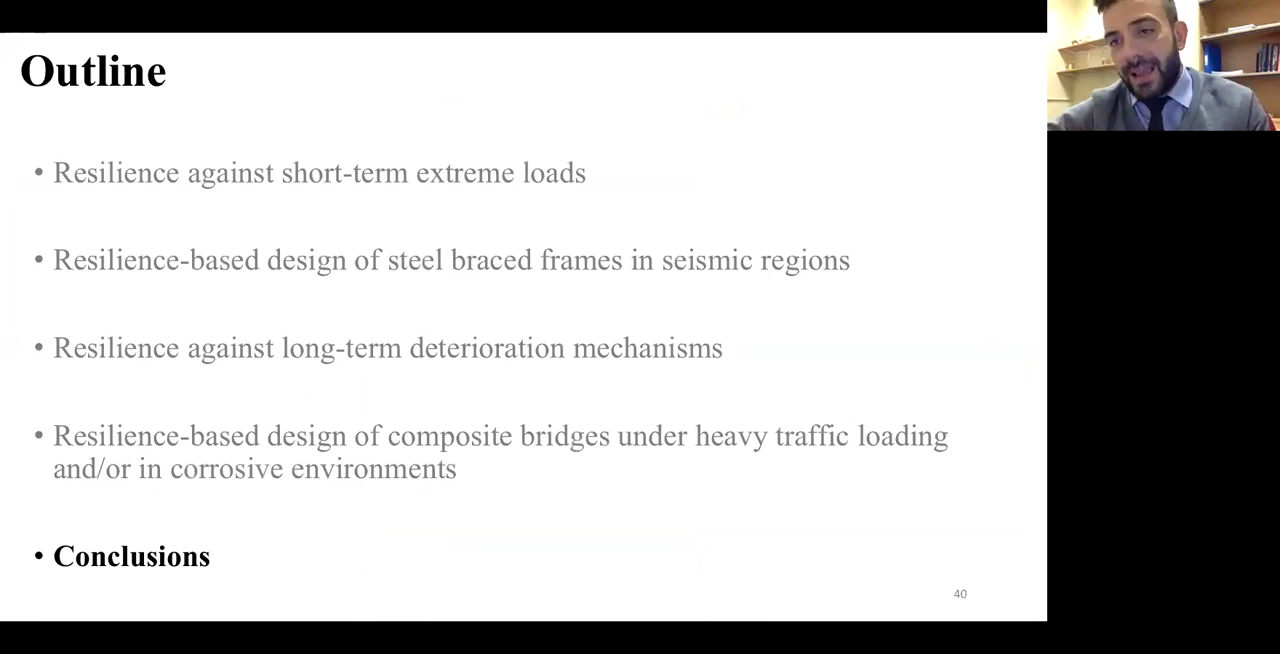 Outline
• Resilience against short-term extreme loads
• Resilience-based design of steel braced frames in seismic regions
• Resilience against long-term deterioration mechanisms
• Resilience-based design of composite bridges under heavy traffic loading
and/or in corrosive environments
• Conclusions
40